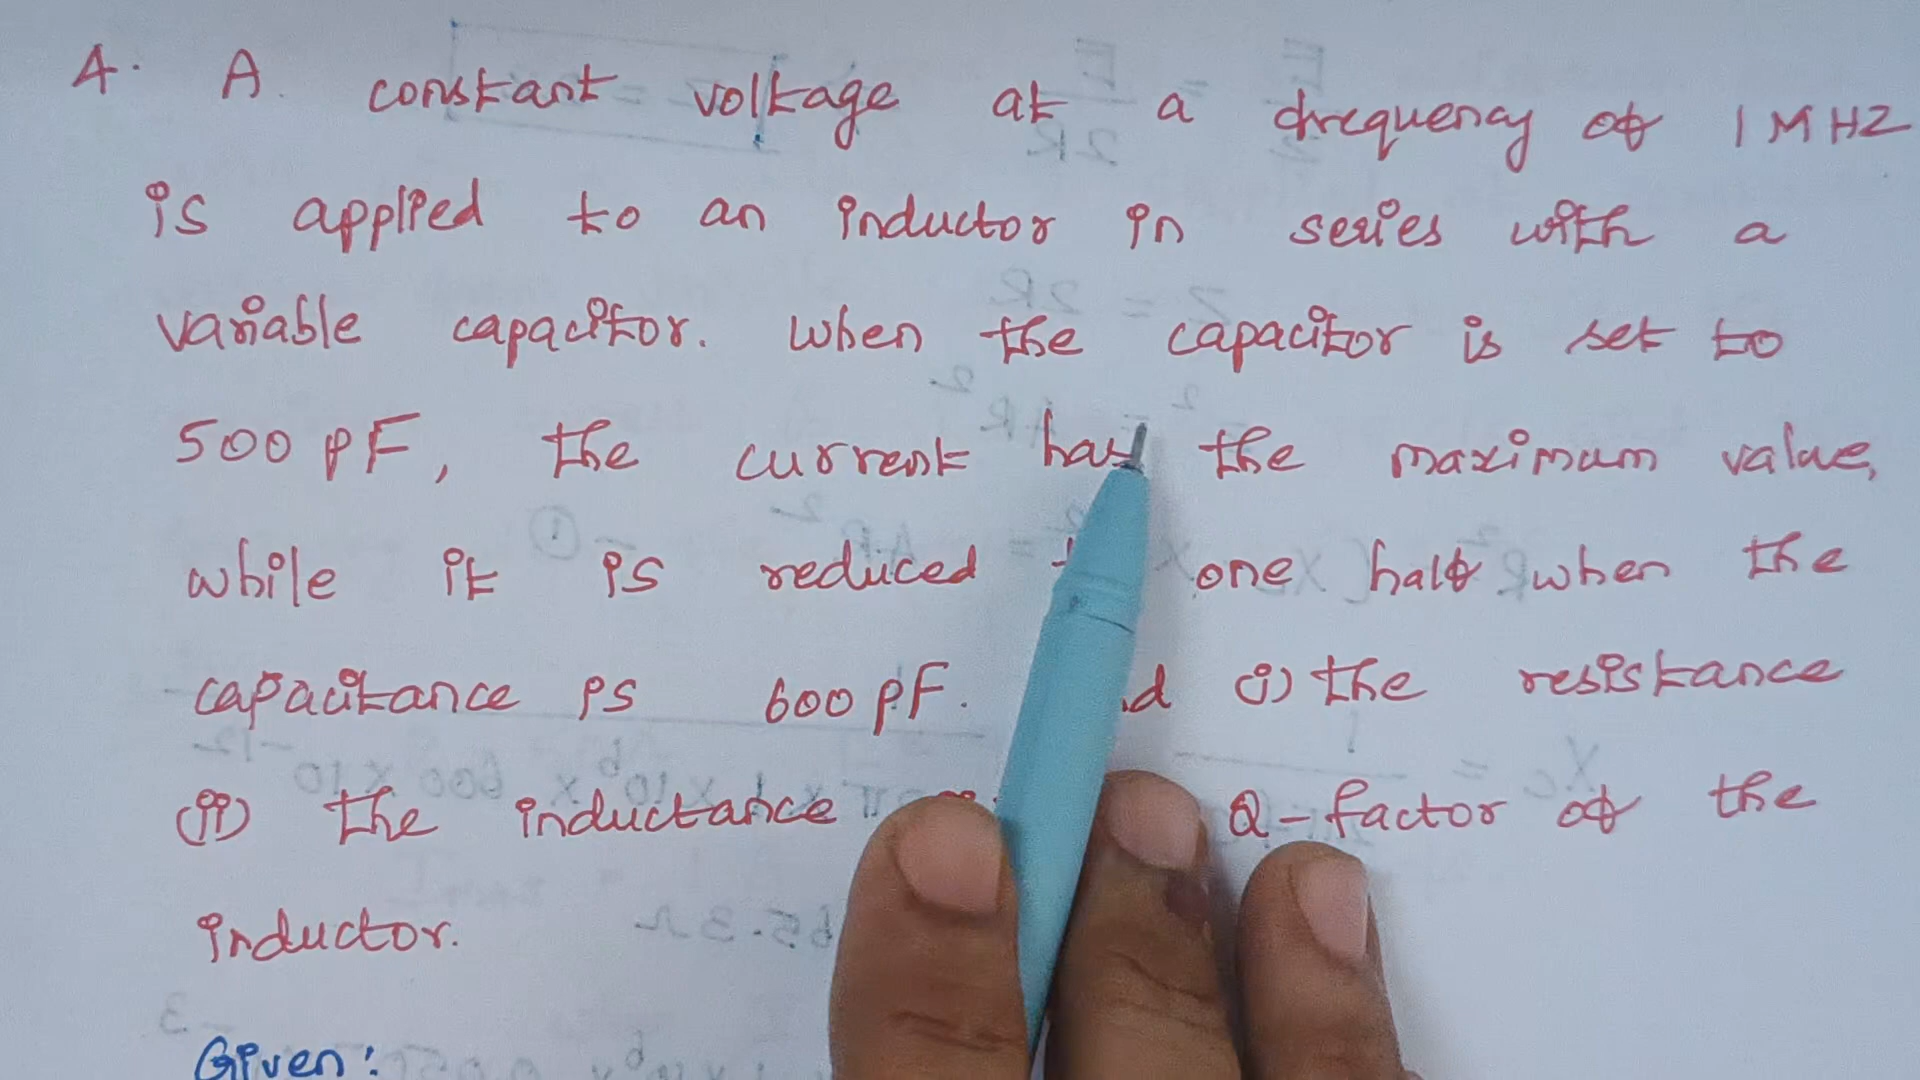 4. A constant voltage at a frequency of 1 MHZ
is applied to an inductor in series with a
variable capacitor. When the capacitor is set to
500 pF, the current has the maximum value,
while it is reduced one half when the
capacitance is 600 pF. (i) the resistance
(ii) the inductance Q-factor of the
inductor.
Given: